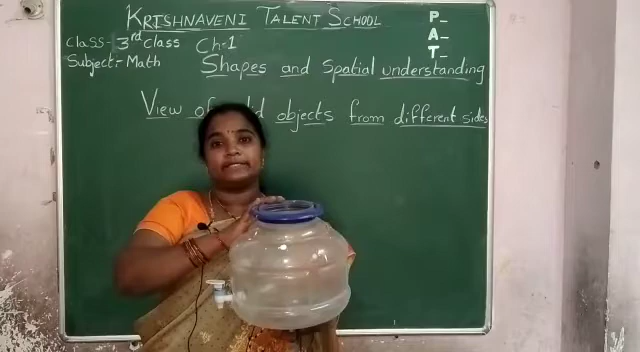 KRISHNAVENI TALENT SCHOOL
P-
A-
T-
Class- 3rd class Ch-1
Subject:- Math
Shapes and Spatial understanding
View of objects from different sides